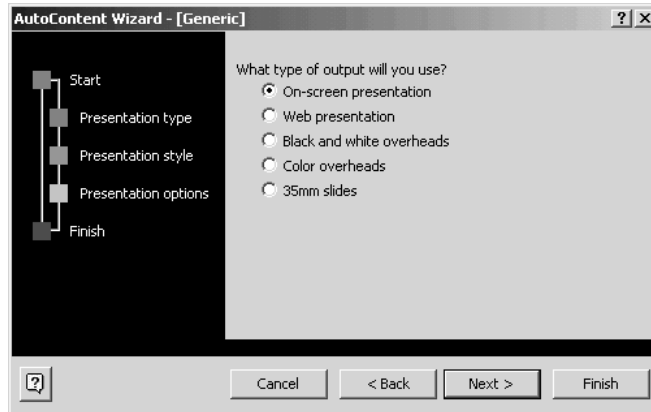 AutoContent Wizard - [Generic]
Start
Presentation type
Presentation style
Presentation options
Finish
What type of output will you use?
On-screen presentation
Web presentation
Black and white overheads
Color overheads
35mm slides
Cancel
< Back
Next >
Finish